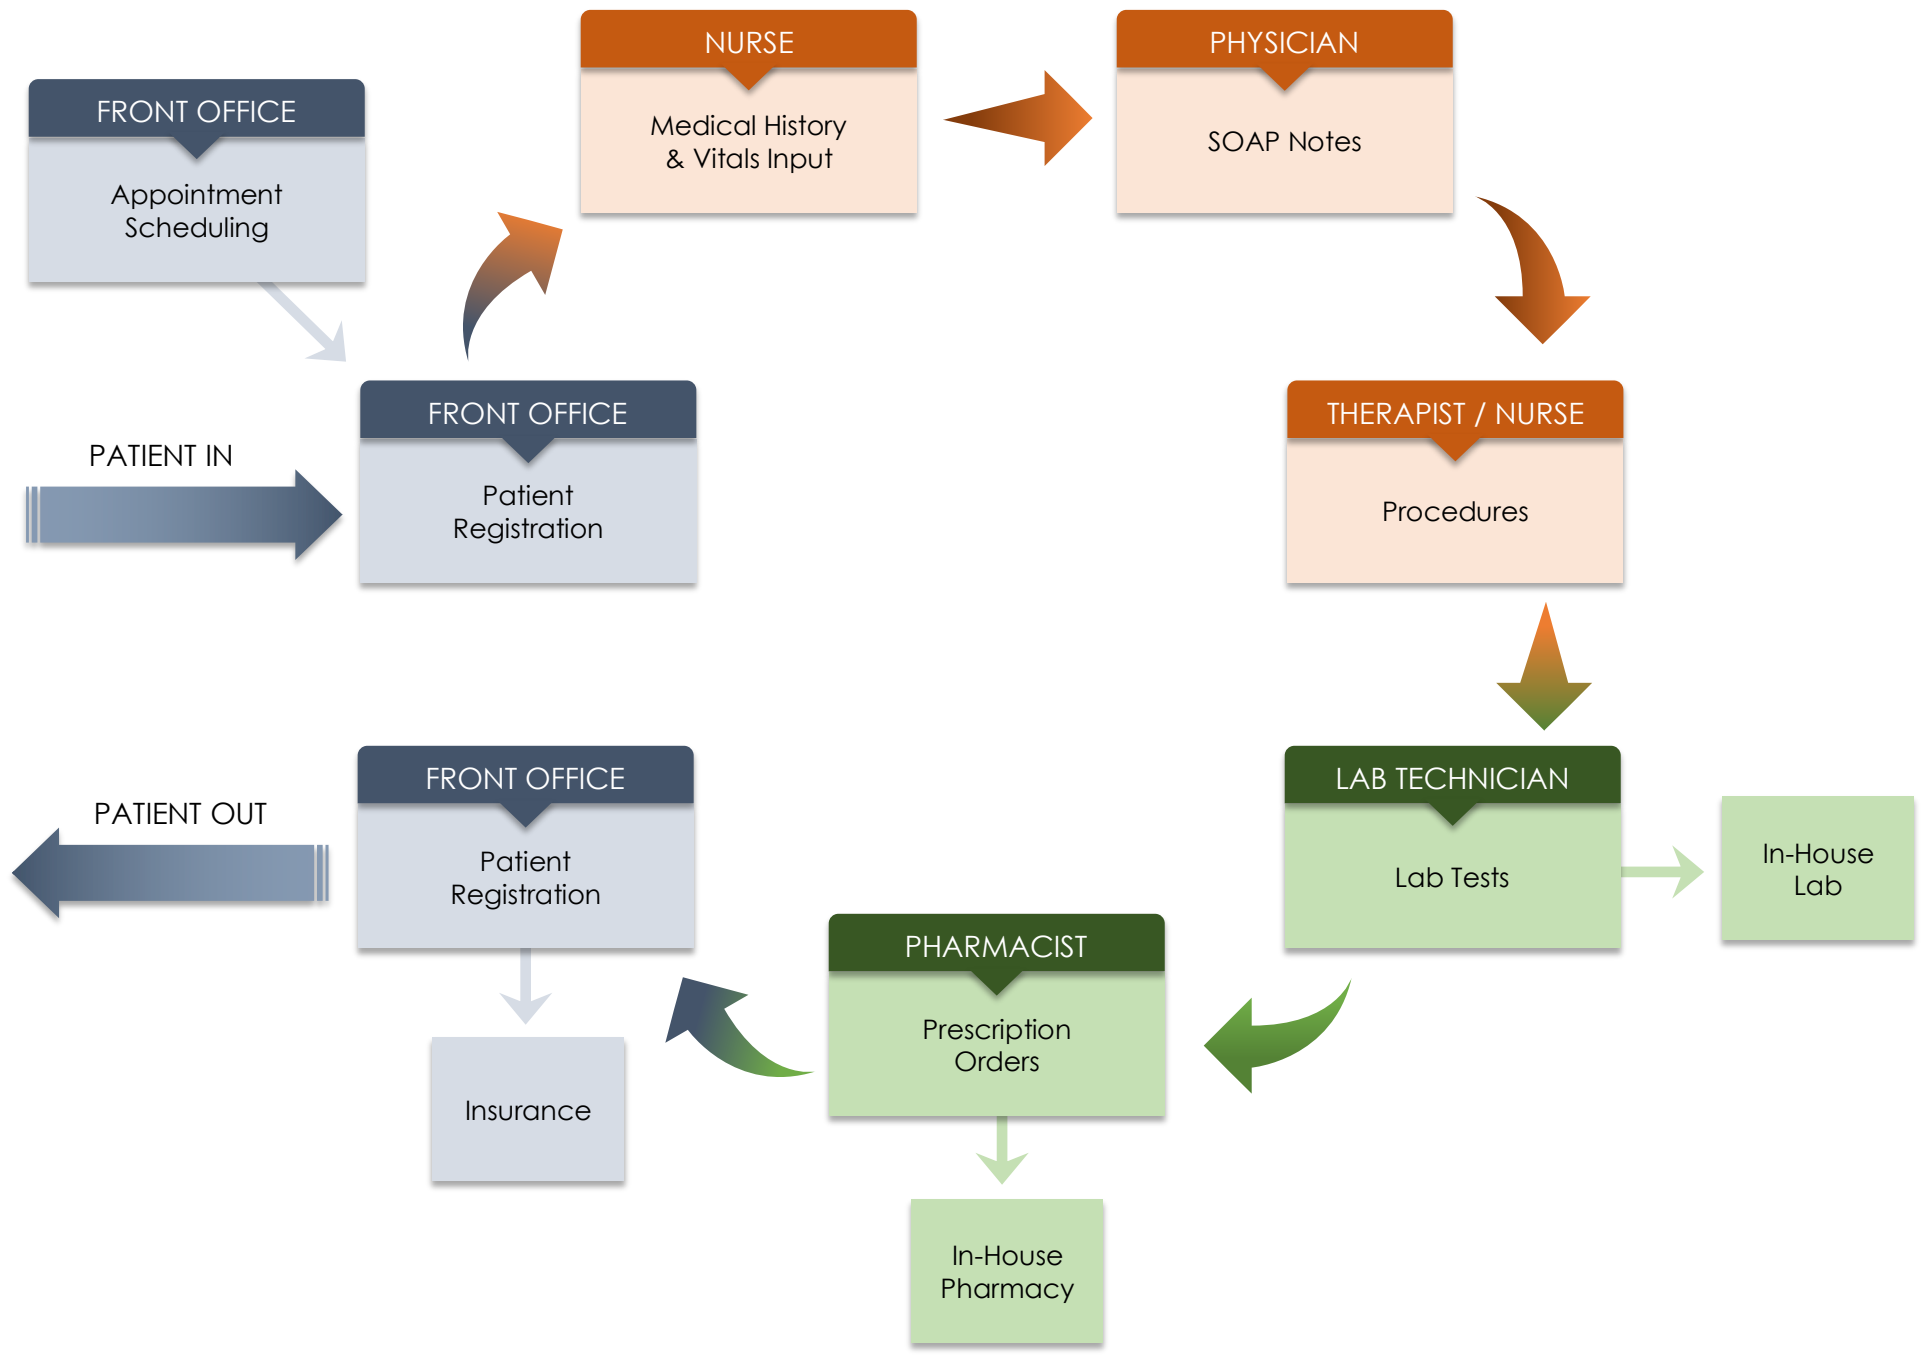 FRONT OFFICE
Appointment
Scheduling
NURSE
Medical History
& Vitals Input
PHYSICIAN
SOAP Notes
PATIENT IN
FRONT OFFICE
Patient
Registration
THERAPIST / NURSE
Procedures
LAB TECHNICIAN
Lab Tests
In-House
Lab
PHARMACIST
Prescription
Orders
In-House
Pharmacy
FRONT OFFICE
Patient
Registration
Insurance
PATIENT OUT